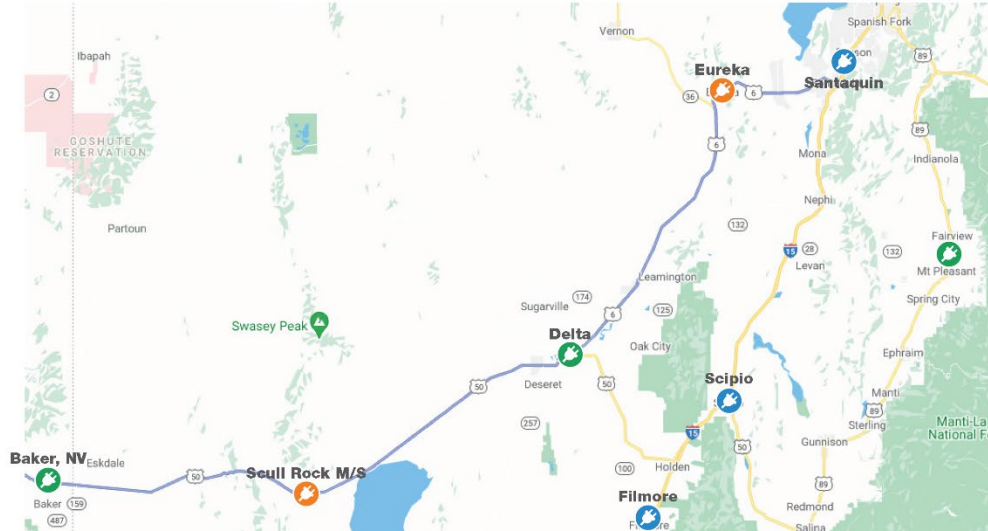 Spanish Fork
Vernon
Ibapah
89
Eureka
Santaquin
2
36
6
6
89
GOSHUTE
RESERVATION
Mona
Indianola
Nephi
Partoun
132
Fairview
15
28
132
Levan
Mt Pleasant
Leamington
Sugarville
174
Spring City
6
125
Swasey Peak
Delta
Oak City
Ephraim
Deseret
50
50
Scipio
Manti
89
Manti-La
Sterling
National Fo
257
15
50
Gunnison
Baker, NV
Eskdale
Scull Rock M/S
100
Holden
50
89
Filmore
Redmond
Baker
159
487
Salina